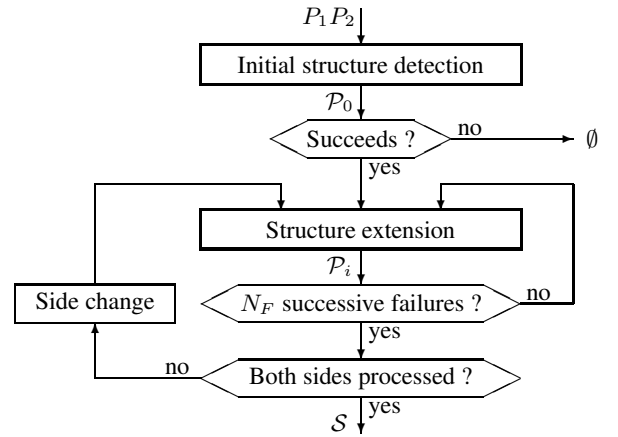 P₁P₂
Initial structure detection
𝒫₀
Succeeds ?
no
∅
yes
Structure extension
𝒫ᵢ
Side change
N_F successive failures ?
no
yes
no
Both sides processed ?
yes
𝒮